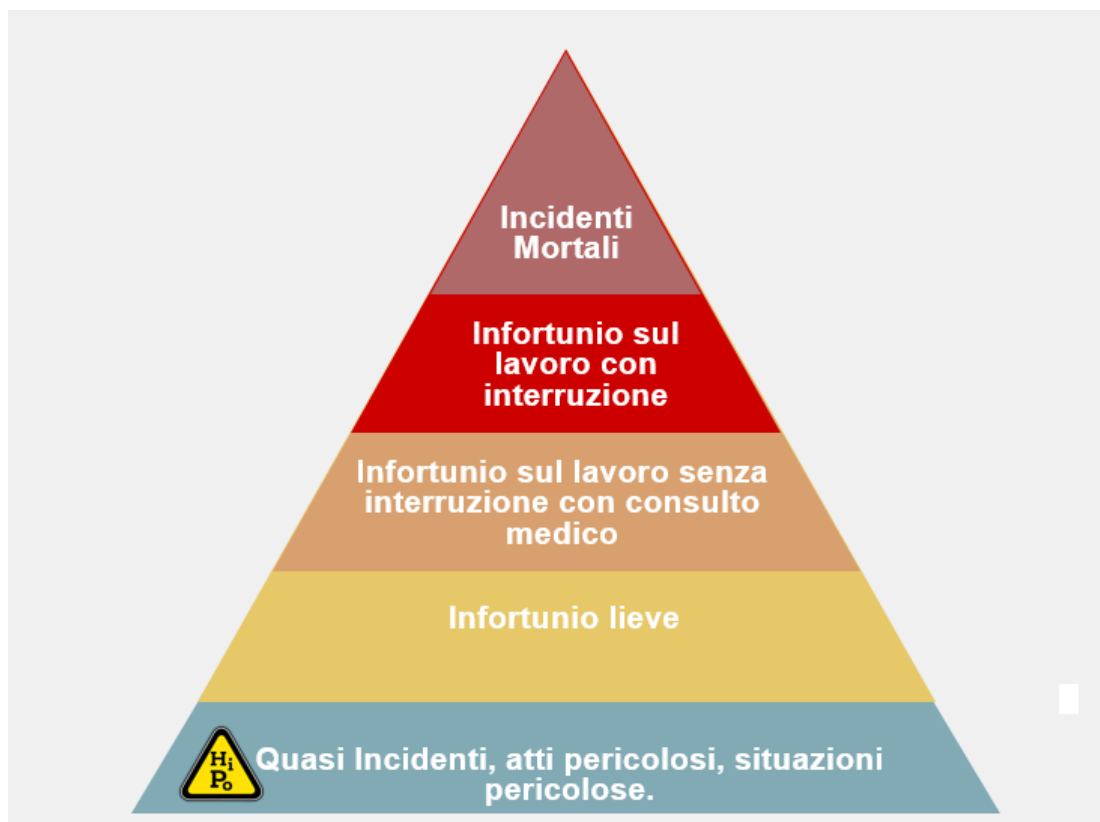 Incidenti
Mortali
Infortunio sul
lavoro con
interruzione
Infortunio sul lavoro senza
interruzione con consulto
medico
Infortunio lieve
Hi
Po
Quasi Incidenti, atti pericolosi, situazioni
pericolose.